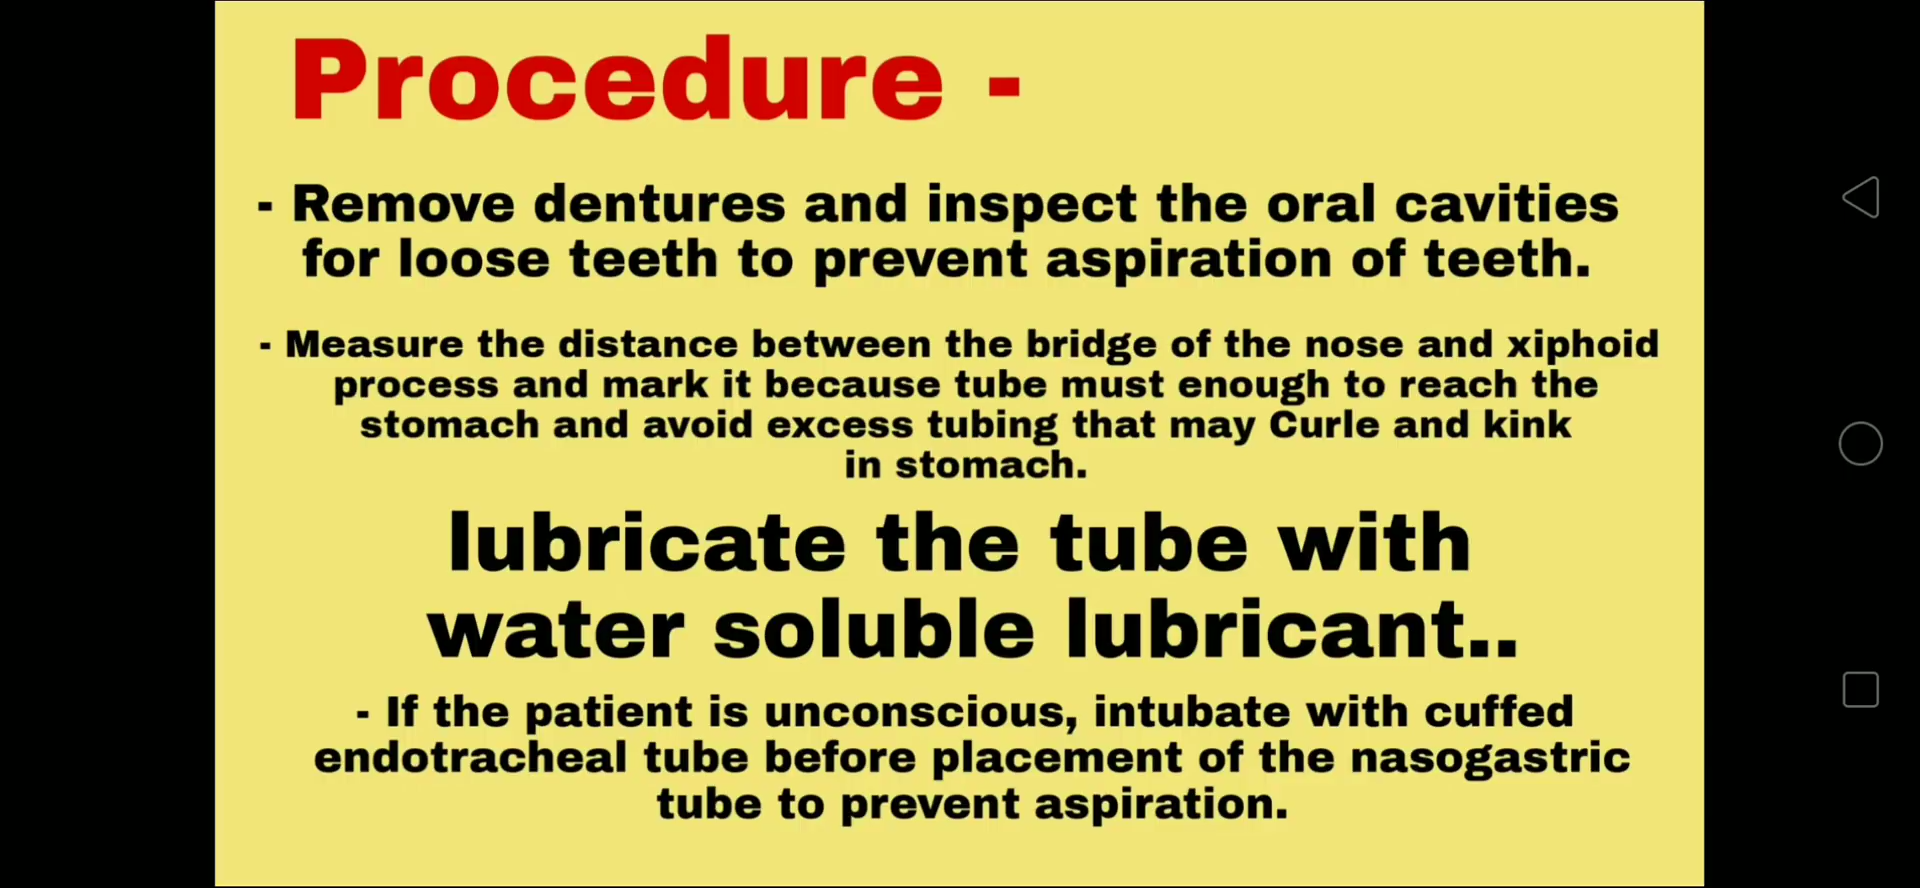 Procedure -
- Remove dentures and inspect the oral cavities
for loose teeth to prevent aspiration of teeth.
- Measure the distance between the bridge of the nose and xiphoid
process and mark it because tube must enough to reach the
stomach and avoid excess tubing that may Curle and kink
in stomach.
lubricate the tube with
water soluble lubricant..
- If the patient is unconscious, intubate with cuffed
endotracheal tube before placement of the nasogastric
tube to prevent aspiration.